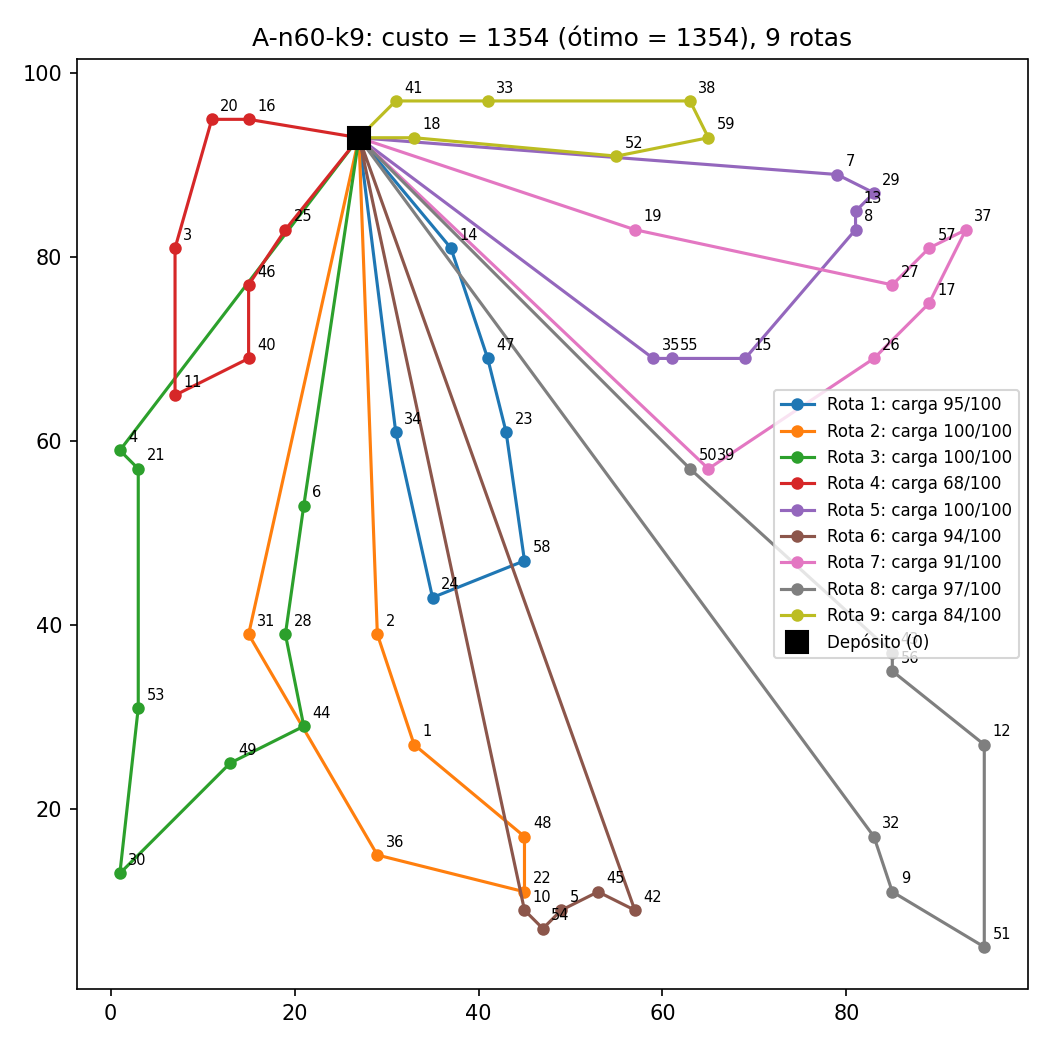 A-n60-k9: custo = 1354 (ótimo = 1354), 9 rotas
100
80
60
40
20
0 20 40 60 80
41 33 38
20 16 18 59
52
7
29
13
3 25 19 8 37
14 57
46 27
17
47 35 55 15 26
40
11
4 34 23
21 50 39
6
58
24
31 28 2
56
53 44 12
49 1
48 32
36
30 22 45 9
10 5 42
54
51
Rota 1: carga 95/100
Rota 2: carga 100/100
Rota 3: carga 100/100
Rota 4: carga 68/100
Rota 5: carga 100/100
Rota 6: carga 94/100
Rota 7: carga 91/100
Rota 8: carga 97/100
Rota 9: carga 84/100
Depósito (0)